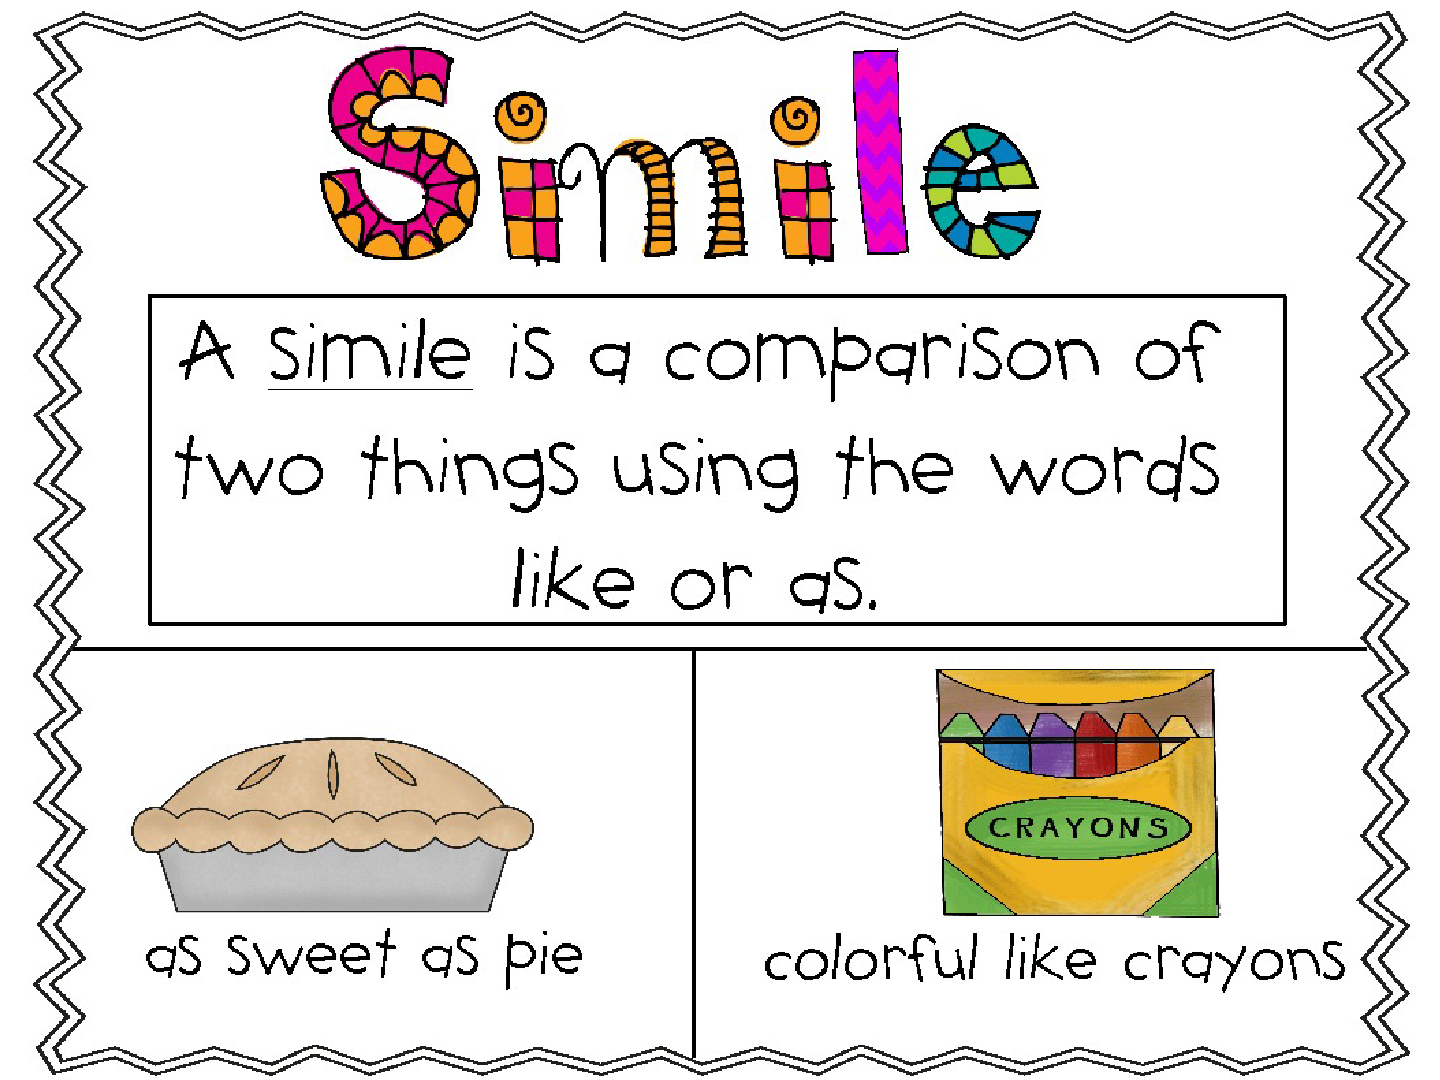 Simile
A simile is a comparison of
two things using the words
like or as.
CRAYONS
as sweet as pie
colorful like crayons